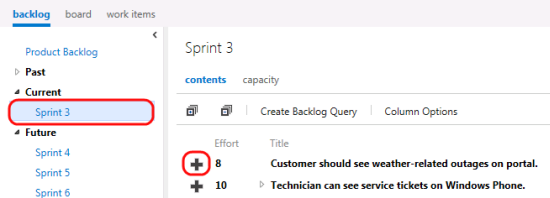 backlog board work items
Product Backlog
Past
Current
Sprint 3
Future
Sprint 4
Sprint 5
Sprint 6
Sprint 3
contents capacity
Create Backlog Query Column Options
Effort Title
8 Customer should see weather-related outages on portal.
10 Technician can see service tickets on Windows Phone.